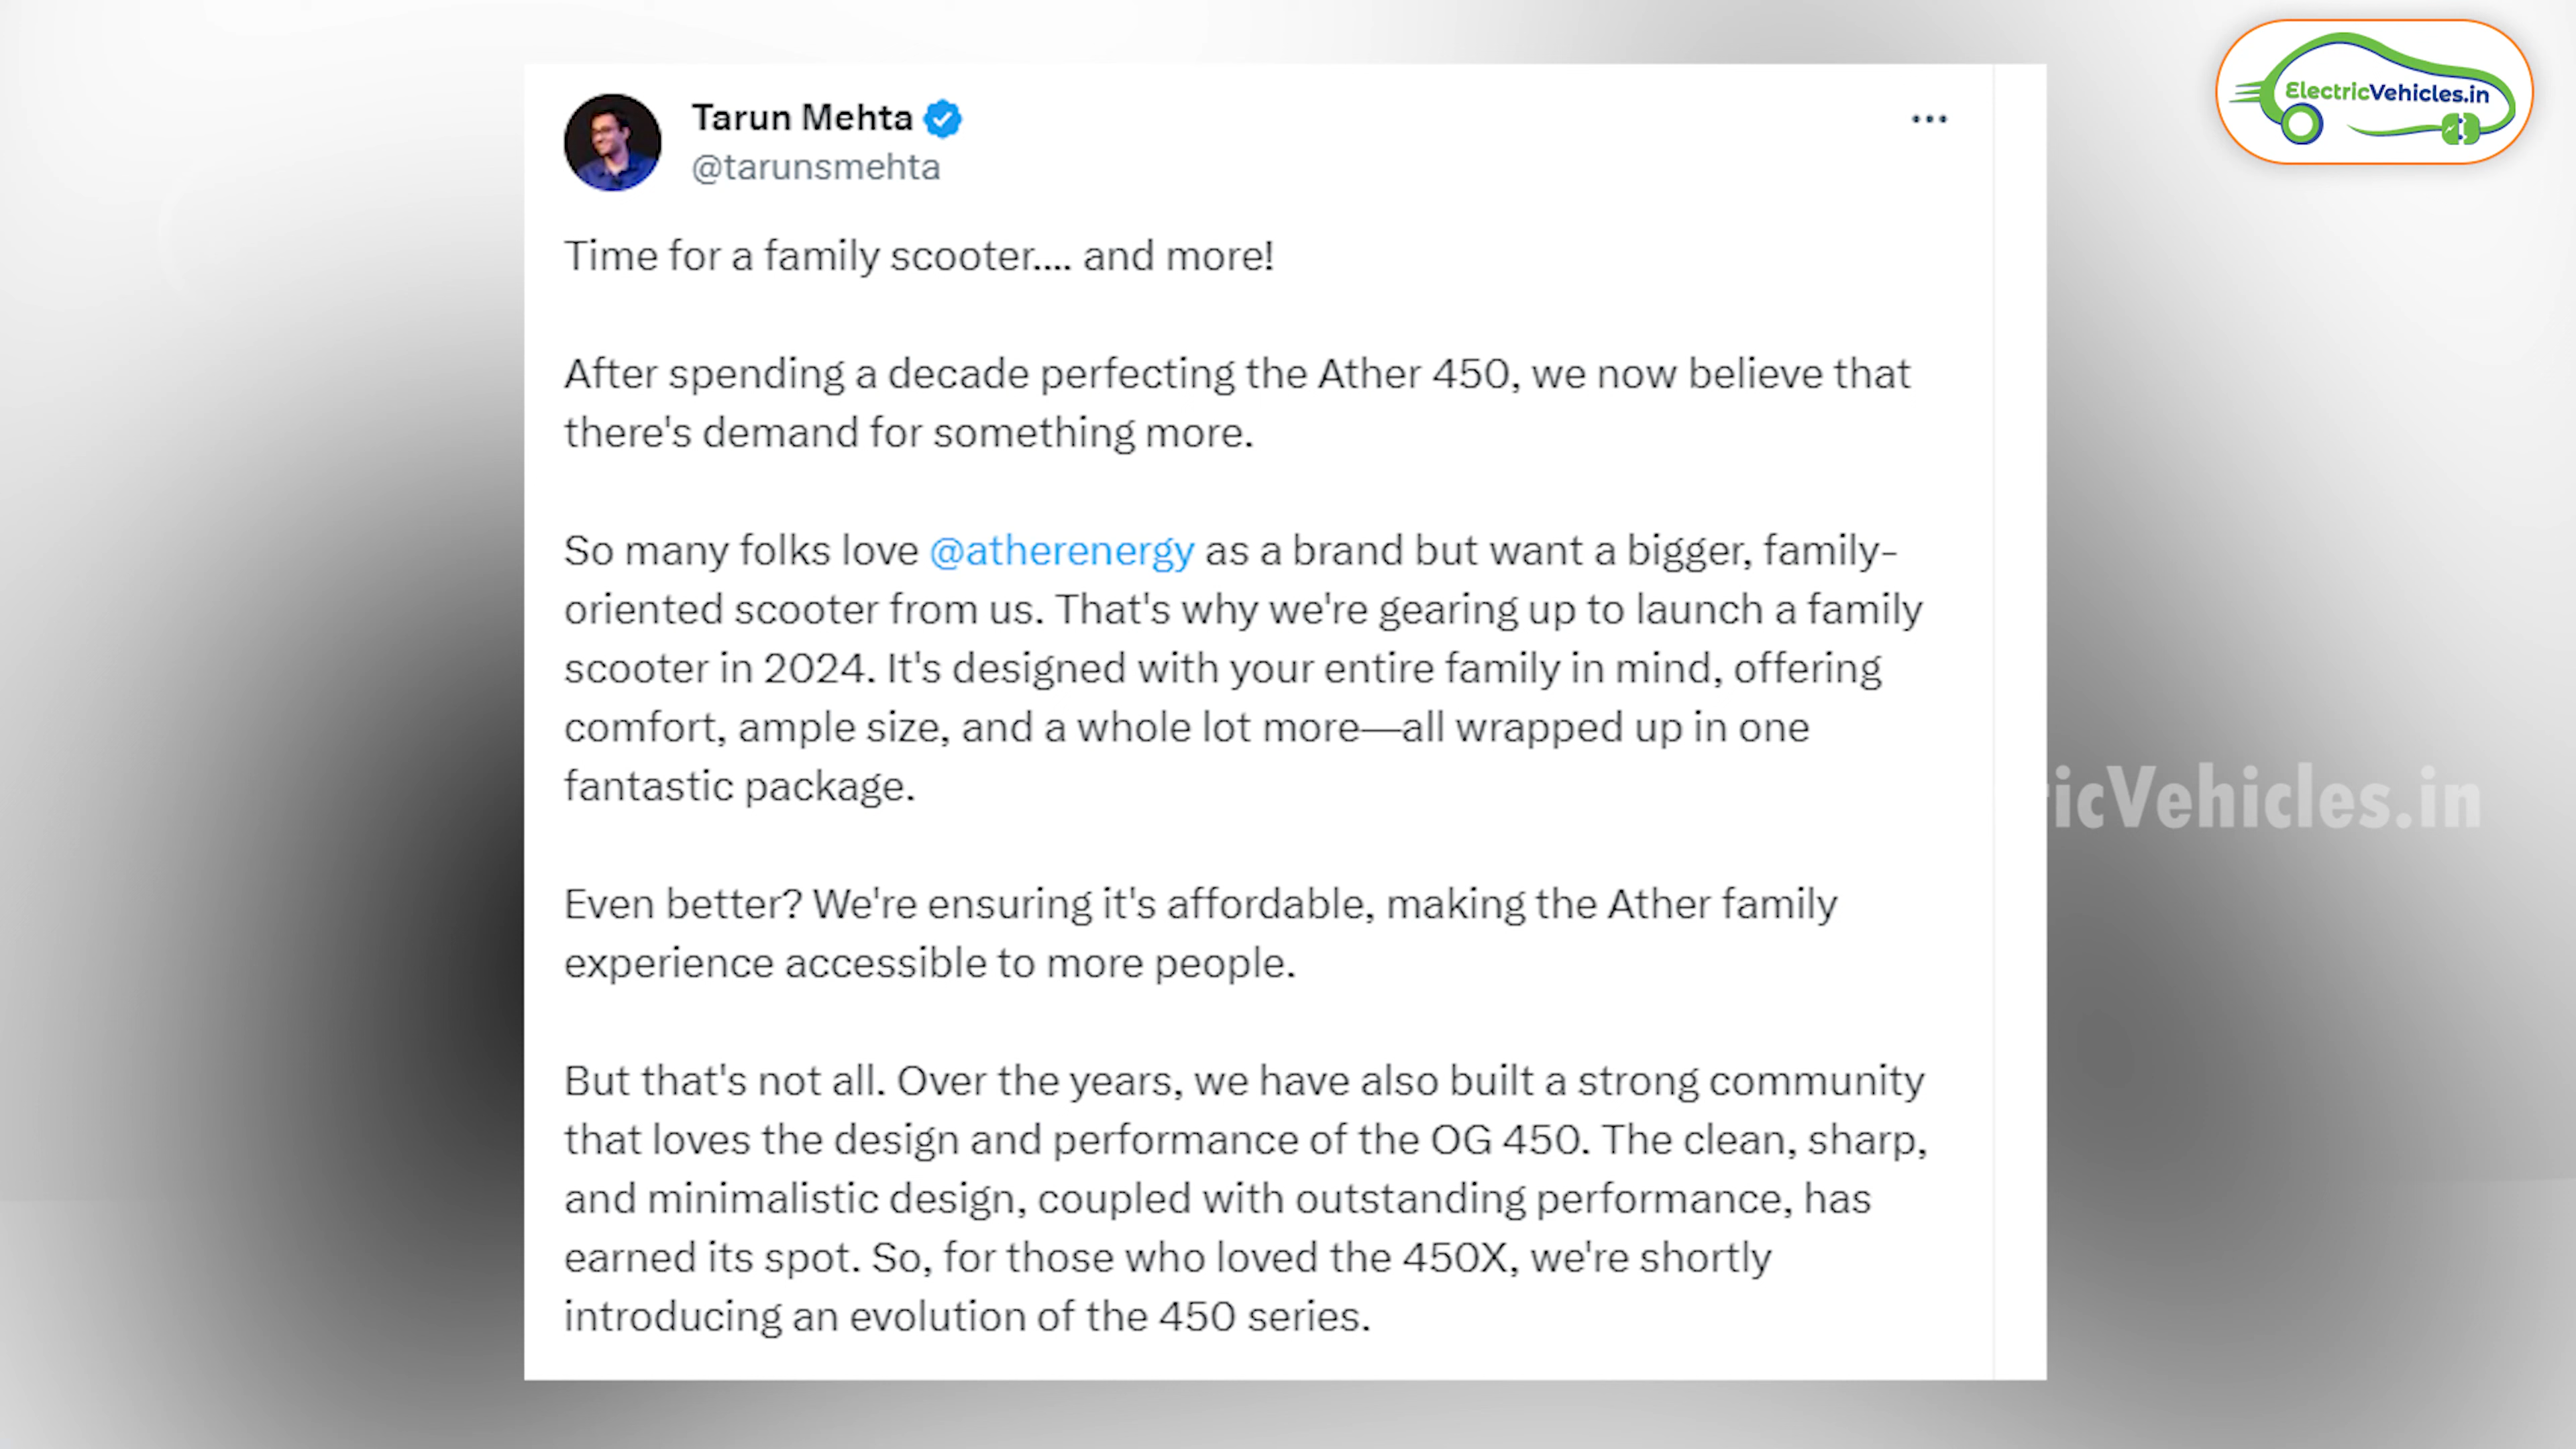 ElectricVehicles.in
Tarun Mehta
@tarunsmehta
Time for a family scooter.... and more!
After spending a decade perfecting the Ather 450, we now believe that
there's demand for something more.
So many folks love @atherenergy as a brand but want a bigger, family-
oriented scooter from us. That's why we're gearing up to launch a family
scooter in 2024. It's designed with your entire family in mind, offering
comfort, ample size, and a whole lot more—all wrapped up in one
fantastic package.
icVehicles.in
Even better? We're ensuring it's affordable, making the Ather family
experience accessible to more people.
But that's not all. Over the years, we have also built a strong community
that loves the design and performance of the OG 450. The clean, sharp,
and minimalistic design, coupled with outstanding performance, has
earned its spot. So, for those who loved the 450X, we're shortly
introducing an evolution of the 450 series.